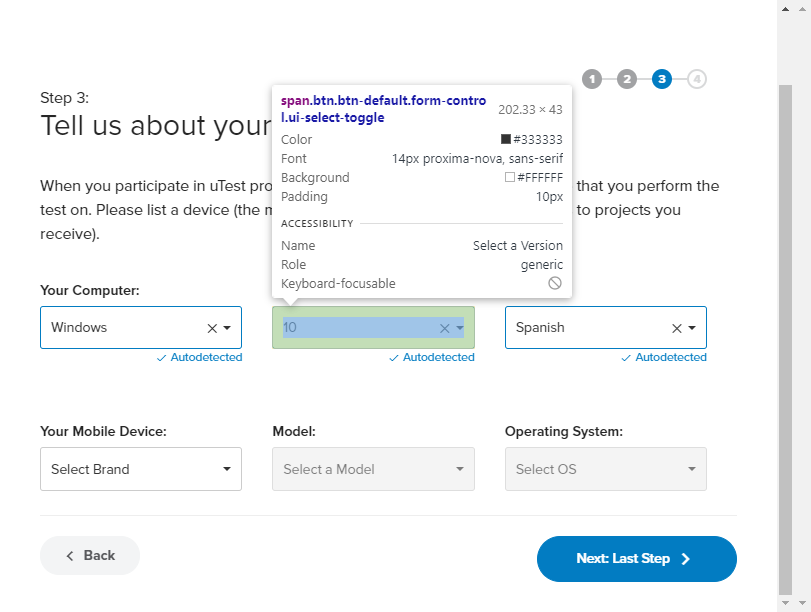 1 2 3 4
Step 3:
Tell us about your
span.btn.btn-default.form-contro
l.ui-select-toggle
202.33 × 43
Color #333333
Font 14px proxima-nova, sans-serif
Background #FFFFFF
Padding 10px
ACCESSIBILITY
Name Select a Version
Role generic
Keyboard-focusable
When you participate in uTest pro that you perform the
test on. Please list a device (the m to projects you
receive).
Your Computer:
Windows 10 Spanish
Autodetected Autodetected Autodetected
Your Mobile Device: Model: Operating System:
Select Brand Select a Model Select OS
Back Next: Last Step